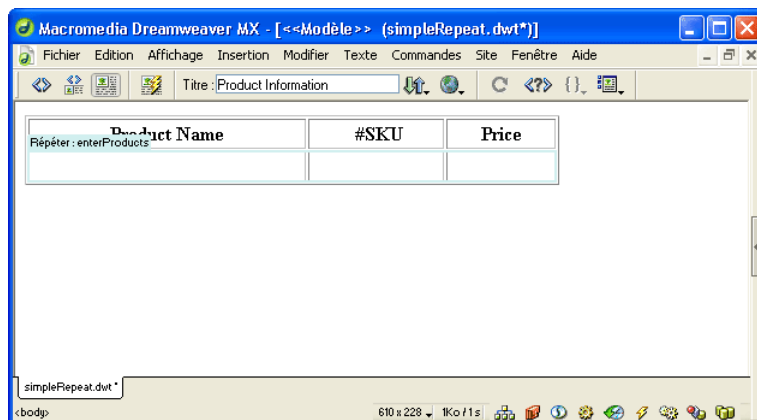 Macromedia Dreamweaver MX - [<<Modèle>> (simpleRepeat.dwt*)]
Fichier Edition Affichage Insertion Modifier Texte Commandes Site Fenêtre Aide
Titre : Product Information
Product Name #SKU Price
Répéter : enterProducts
simpleRepeat.dwt *
<body> 610 x 228 1Ko / 1 s